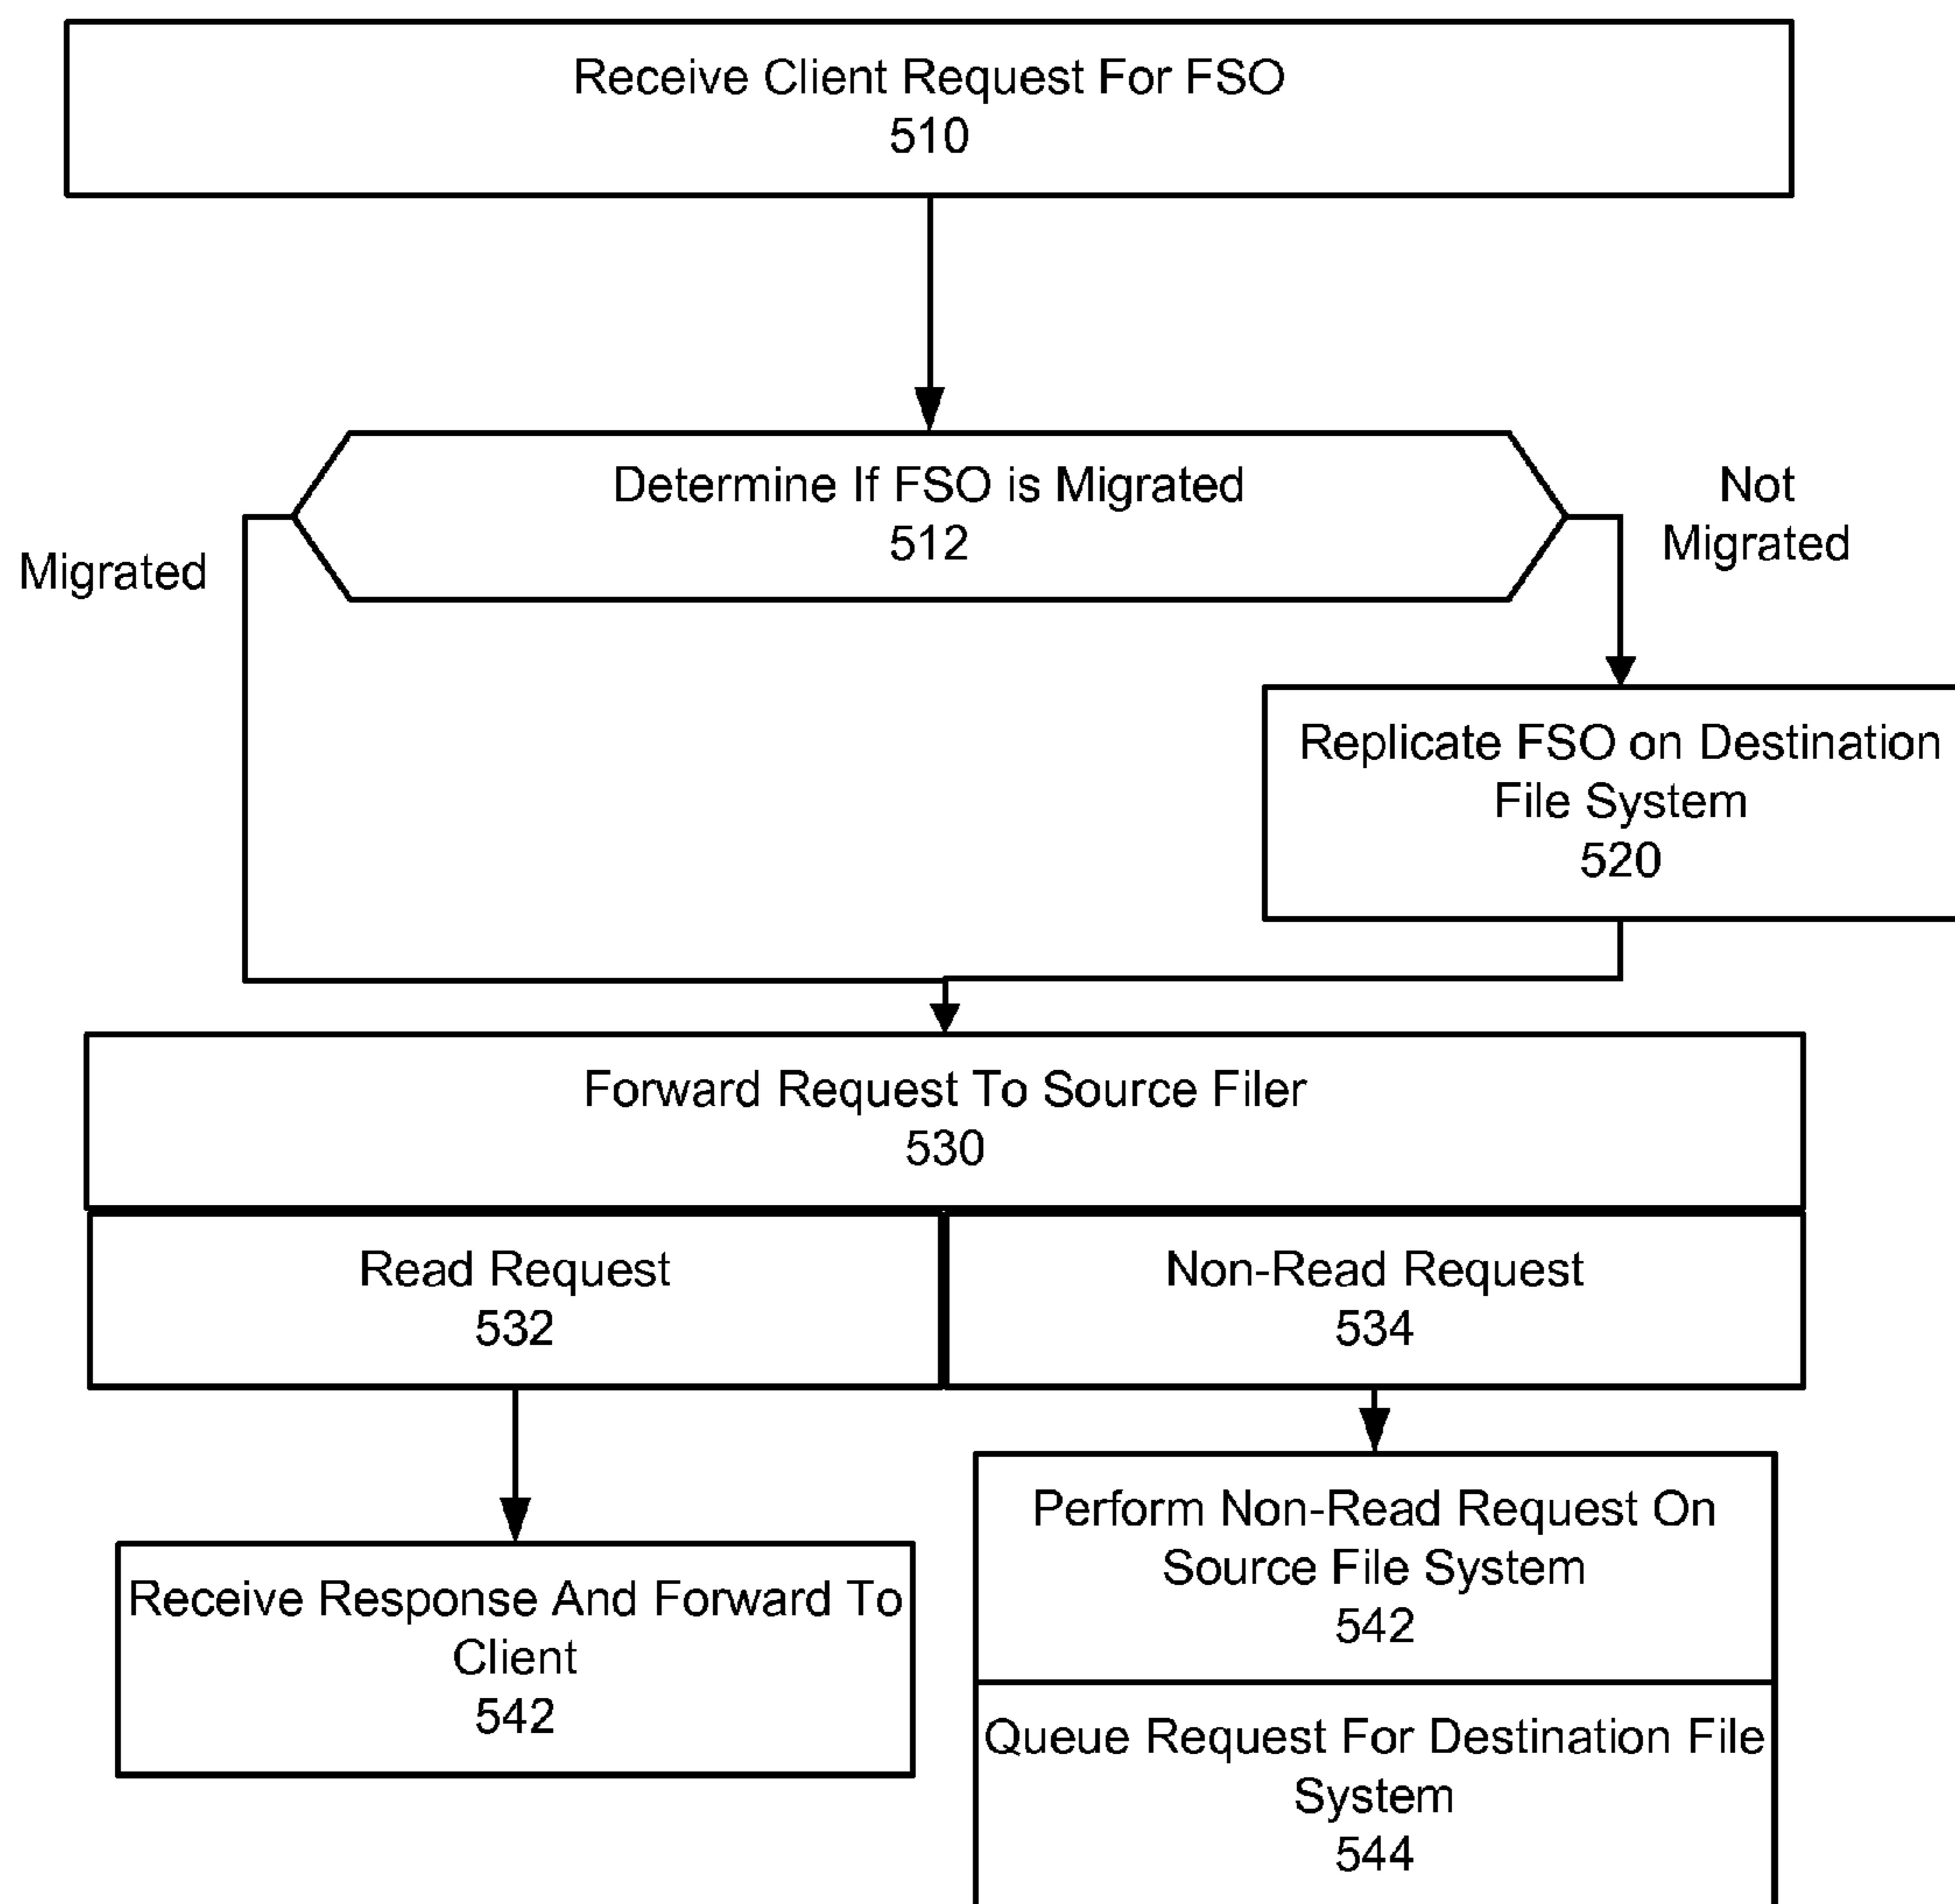 Receive Client Request For FSO
510
Determine If FSO is Migrated
512
Not
Migrated
Migrated
Replicate FSO on Destination
File System
520
Forward Request To Source Filer
530
Read Request
532
Non-Read Request
534
Receive Response And Forward To
Client
542
Perform Non-Read Request On
Source File System
542
Queue Request For Destination File
System
544